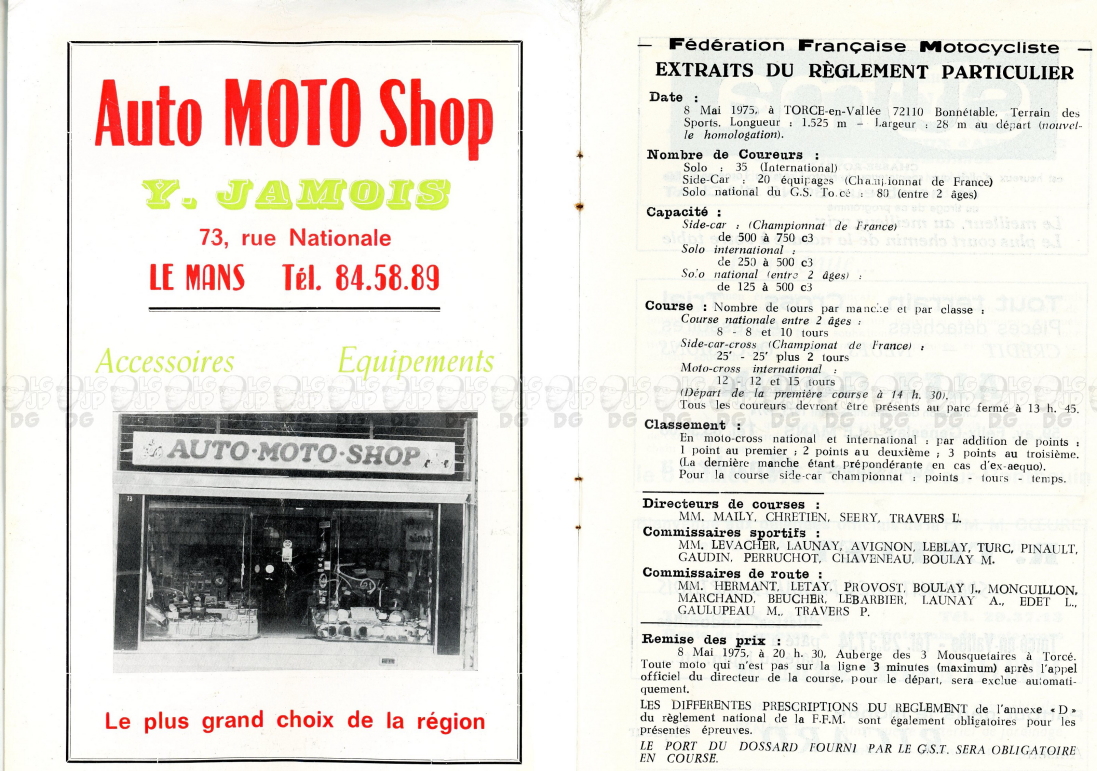 Auto MOTO Shop
Y. JAMOIS
73, rue Nationale
LE MANS Tél. 84.58.89
Accessoires Equipements
AUTO-MOTO-SHOP
Le plus grand choix de la région
— Fédération Française Motocycliste —
EXTRAITS DU RÈGLEMENT PARTICULIER
Date :
8 Mai 1975, à TORCE-en-Vallée 72110 Bonnétable, Terrain des
Sports. Longueur : 1.525 m – Largeur : 28 m au départ (nouvel-
le homologation).
Nombre de Coureurs :
Solo : 35 (International)
Side-Car : 20 équipages (Championnat de France)
Solo national du G.S. Torcé : 80 (entre 2 âges)
Capacité :
Side-car : (Championnat de France)
de 500 à 750 c3
Solo international :
de 250 à 500 c3
Solo national (entre 2 âges) :
de 125 à 500 c3
Course : Nombre de tours par manche et par classe :
Course nationale entre 2 âges :
8 - 8 et 10 tours
Side-car-cross (Championat de France) :
25' - 25' plus 2 tours
Moto-cross international :
12 - 12 et 15 tours
(Départ de la première course à 14 h. 30).
Tous les coureurs devront être présents au parc fermé à 13 h. 45.
Classement :
En moto-cross national et international : par addition de points :
1 point au premier ; 2 points au deuxième ; 3 points au troisième.
(La dernière manche étant prépondérante en cas d'ex-aequo).
Pour la course side-car championnat : points - tours - temps.
Directeurs de courses :
MM. MAILY, CHRETIEN, SEERY, TRAVERS L.
Commissaires sportifs :
MM. LEVACHER, LAUNAY, AVIGNON, LEBLAY, TURC, PINAULT,
GAUDIN, PERRUCHOT, CHAVENEAU, BOULAY M.
Commissaires de route :
MM. HERMANT, LETAY, PROVOST, BOULAY J., MONGUILLON,
MARCHAND, BEUCHER, LEBARBIER, LAUNAY A., EDET L.,
GAULUPEAU M., TRAVERS P.
Remise des prix :
8 Mai 1975, à 20 h. 30, Auberge des 3 Mousquetaires à Torcé.
Toute moto qui n'est pas sur la ligne 3 minutes (maximum) après l'appel
officiel du directeur de la course, pour le départ, sera exclue automati-
quement.
LES DIFFERENTES PRESCRIPTIONS DU REGLEMENT de l'annexe « D »
du règlement national de la F.F.M. sont également obligatoires pour les
présentes épreuves.
LE PORT DU DOSSARD FOURNI PAR LE G.S.T. SERA OBLIGATOIRE
EN COURSE.